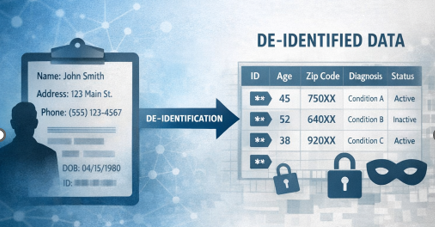 Name: John Smith
Address: 123 Main St.
Phone: (555) 123-4567
DOB: 04/15/1980
ID:
DE-IDENTIFICATION
DE-IDENTIFIED DATA
ID Age Zip Code Diagnosis Status
** 45 750XX Condition A Active
** 52 640XX Condition B Inactive
** 38 920XX Condition C Active
**